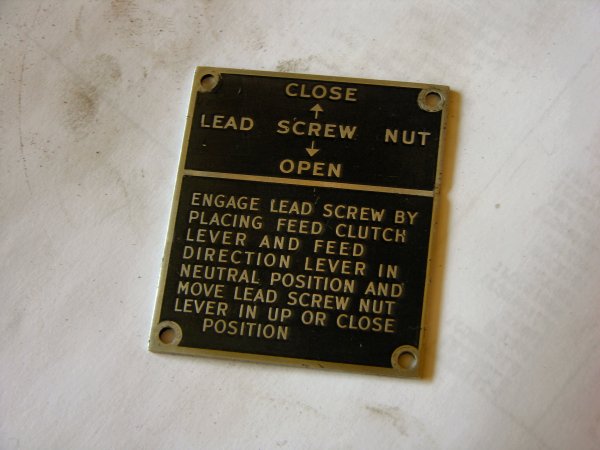 CLOSE
LEAD SCREW NUT
OPEN
ENGAGE LEAD SCREW BY
PLACING FEED CLUTCH
LEVER AND FEED
DIRECTION LEVER IN
NEUTRAL POSITION AND
MOVE LEAD SCREW NUT
LEVER IN UP OR CLOSE
POSITION